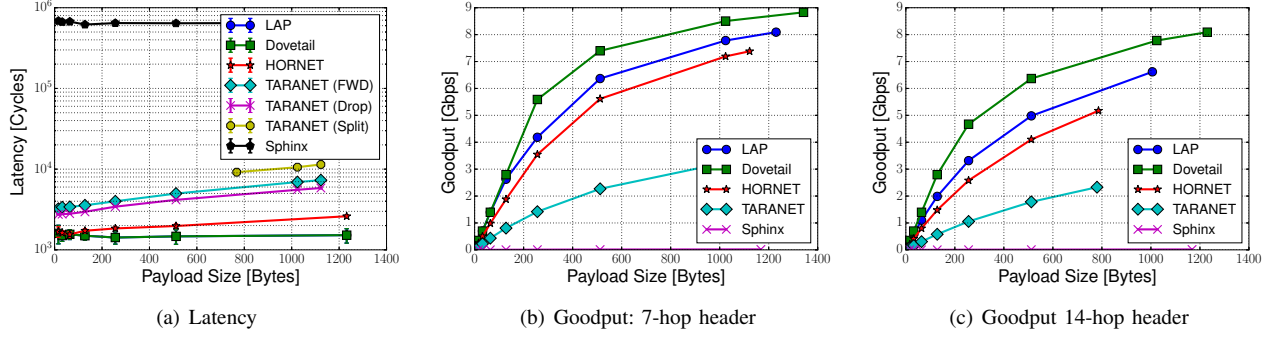 10^6
10^5
10^4
10^3
Latency [Cycles]
0 200 400 600 800 1000 1200 1400
Payload Size [Bytes]
LAP
Dovetail
HORNET
TARANET (FWD)
TARANET (Drop)
TARANET (Split)
Sphinx
(a) Latency
9
8
7
6
5
4
3
2
1
0
Goodput [Gbps]
0 200 400 600 800 1000 1200 1400
Payload Size [Bytes]
LAP
Dovetail
HORNET
TARANET
Sphinx
(b) Goodput: 7-hop header
9
8
7
6
5
4
3
2
1
0
Goodput [Gbps]
0 200 400 600 800 1000 1200 1400
Payload Size [Bytes]
LAP
Dovetail
HORNET
TARANET
Sphinx
(c) Goodput 14-hop header